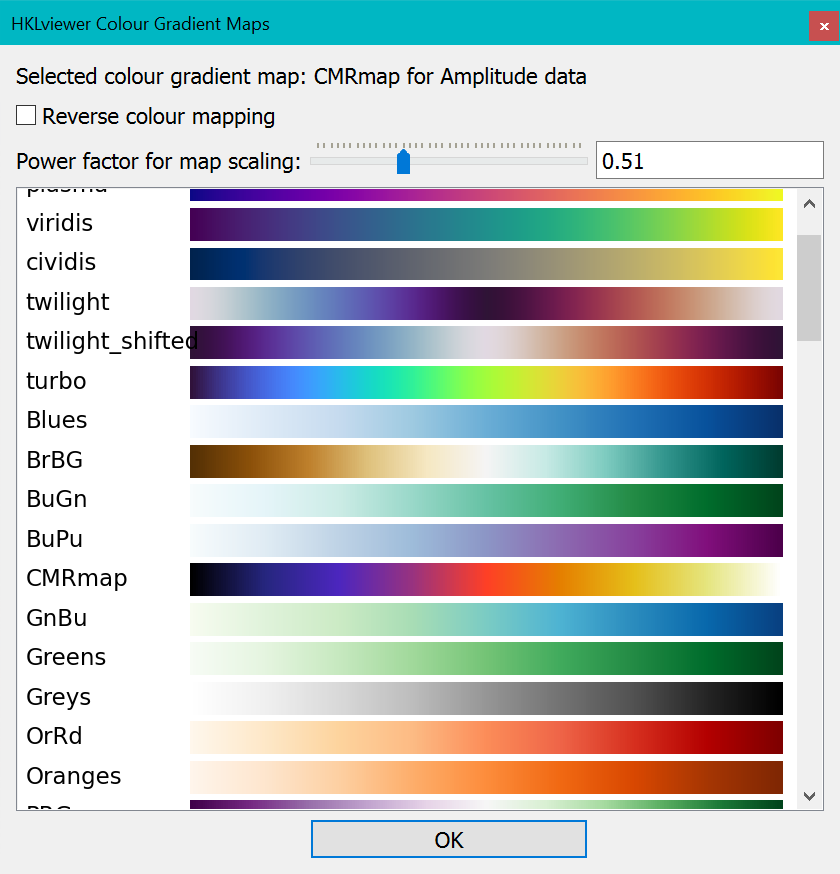 HKLviewer Colour Gradient Maps
Selected colour gradient map: CMRmap for Amplitude data
Reverse colour mapping
Power factor for map scaling: 0.51
plasma
viridis
cividis
twilight
twilight_shifted
turbo
Blues
BrBG
BuGn
BuPu
CMRmap
GnBu
Greens
Greys
OrRd
Oranges
OK